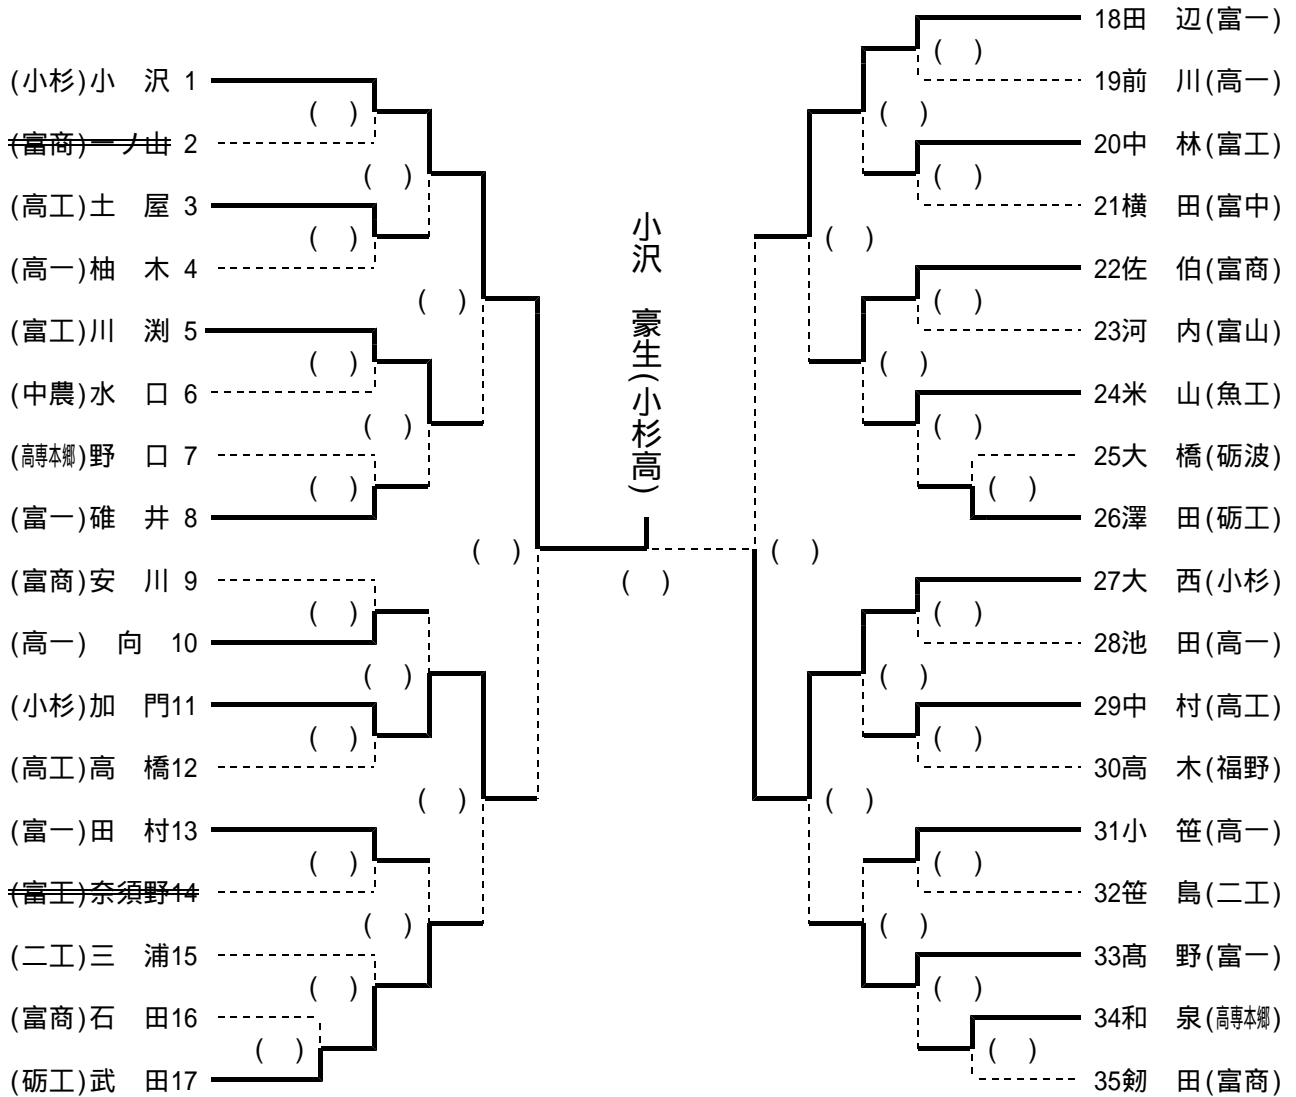 (小杉)小　沢 1
(富商)一ノ山 2
(高工)土　屋 3
(高一)柚　木 4
(富工)川　渕 5
(中農)水　口 6
(高専本郷)野　口 7
(富一)碓　井 8
(富商)安　川 9
(高一)　向　10
(小杉)加　門11
(高工)高　橋12
(富一)田　村13
(富工)奈須野14
(二工)三　浦15
(富商)石　田16
(砺工)武　田17
小沢　豪生(小杉高)
18田　辺(富一)
19前　川(高一)
20中　林(富工)
21横　田(富中)
22佐　伯(富商)
23河　内(富山)
24米　山(魚工)
25大　橋(砺波)
26澤　田(砺工)
27大　西(小杉)
28池　田(高一)
29中　村(高工)
30高　木(福野)
31小　笹(高一)
32笹　島(二工)
33髙　野(富一)
34和　泉(高専本郷)
35剱　田(富商)